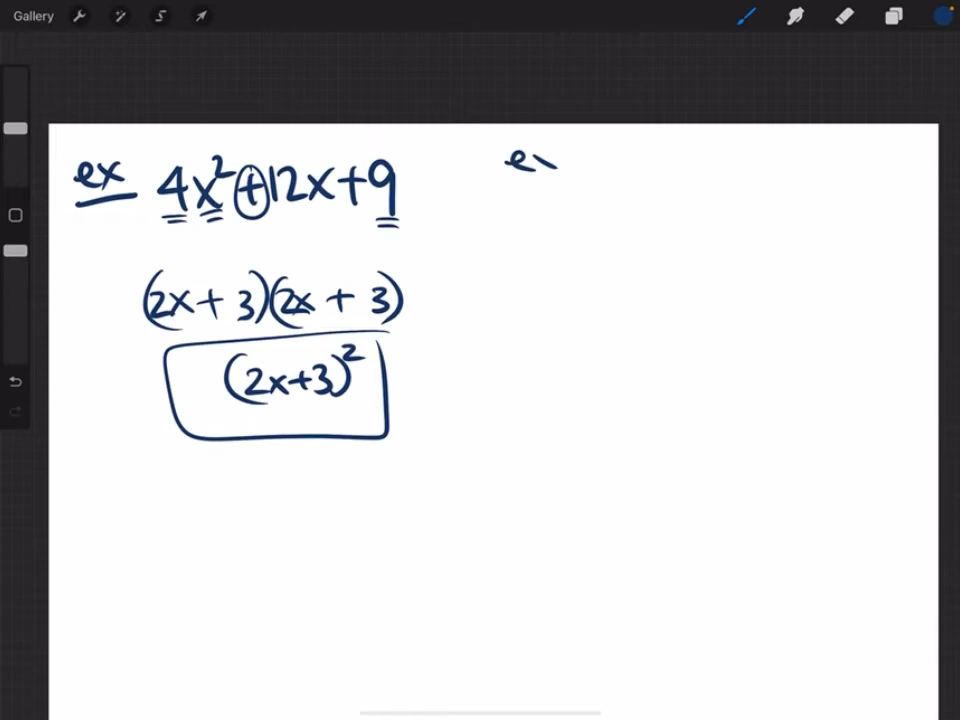 Gallery
ex 4x²+12x+9
(2x+3)(2x+3)
(2x+3)²